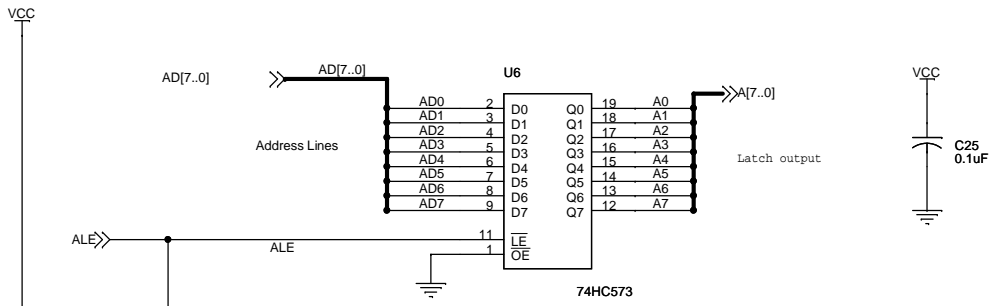 VCC
AD[7..0]
AD[7..0]
U6
VCC
A[7..0]
AD0 2 D0 Q0 19 A0
AD1 3 D1 Q1 18 A1
AD2 4 D2 Q2 17 A2
AD3 5 D3 Q3 16 A3
AD4 6 D4 Q4 15 A4
AD5 7 D5 Q5 14 A5
AD6 8 D6 Q6 13 A6
AD7 9 D7 Q7 12 A7
Address Lines
Latch output
C25
0.1uF
ALE
ALE
11 LE
1 OE
74HC573